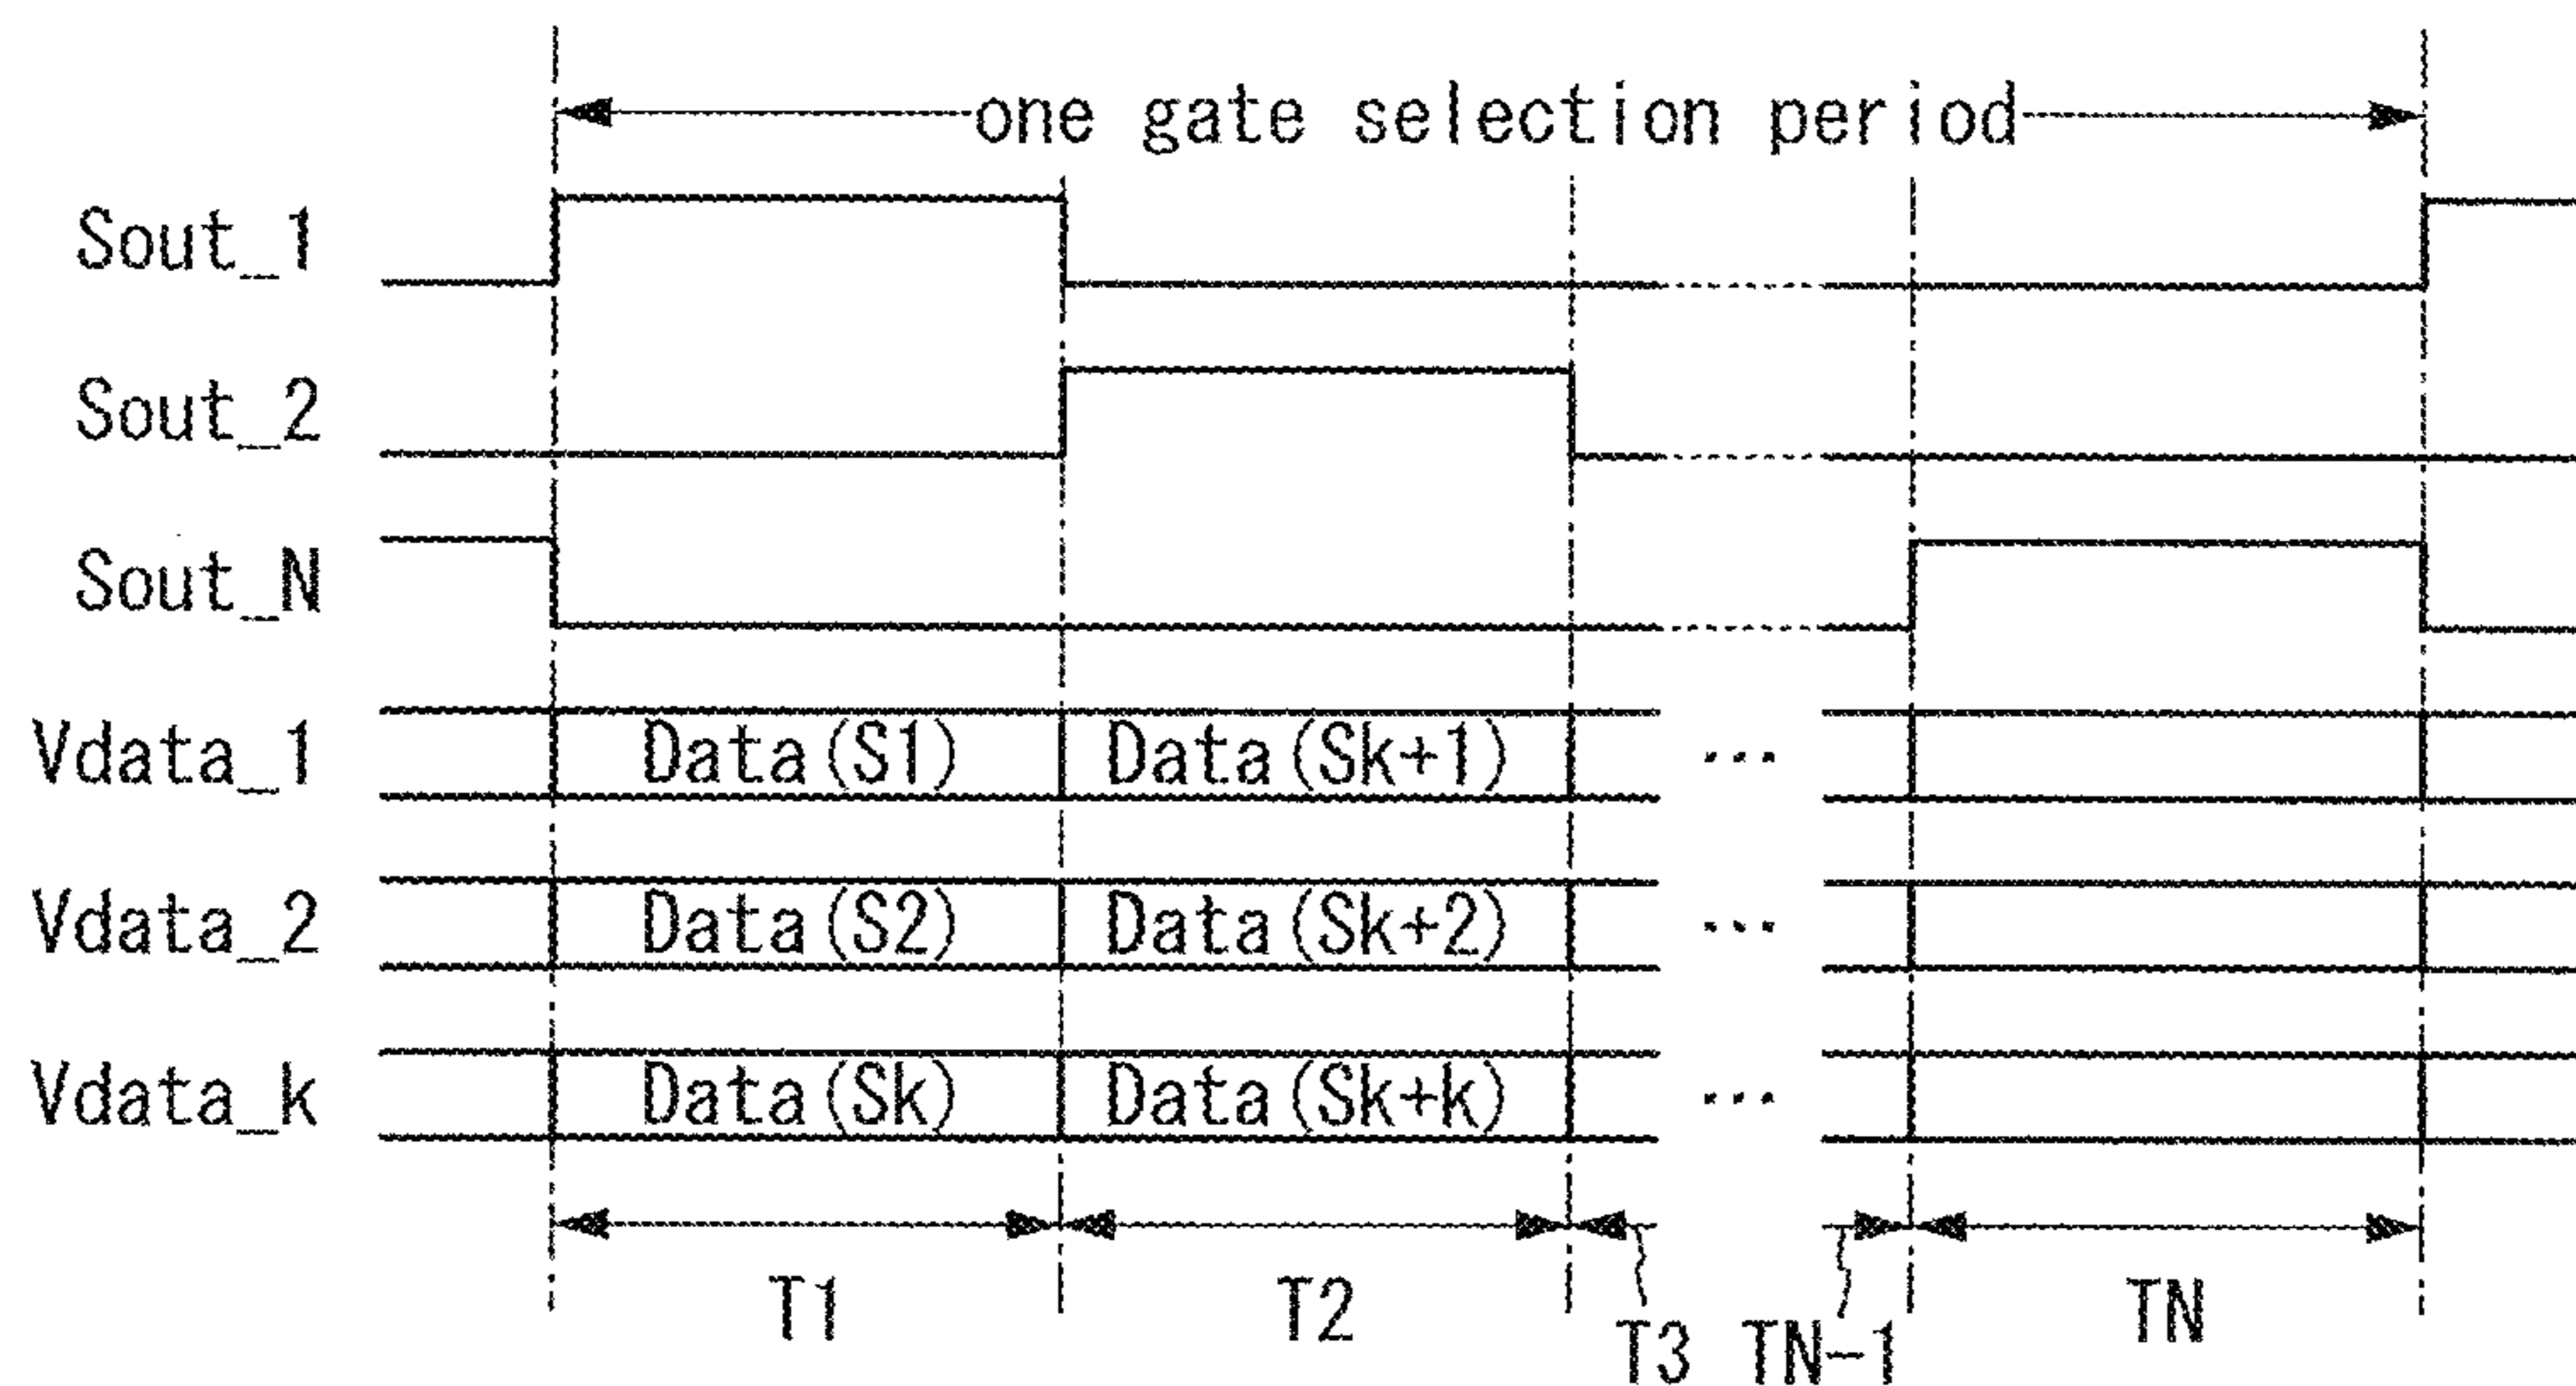 one gate selection period
Sout_1
Sout_2
Sout_N
Vdata_1 Data(S1) Data(Sk+1) ...
Vdata_2 Data(S2) Data(Sk+2) ...
Vdata_k Data(Sk) Data(Sk+k) ...
T1 T2 T3 TN-1 TN